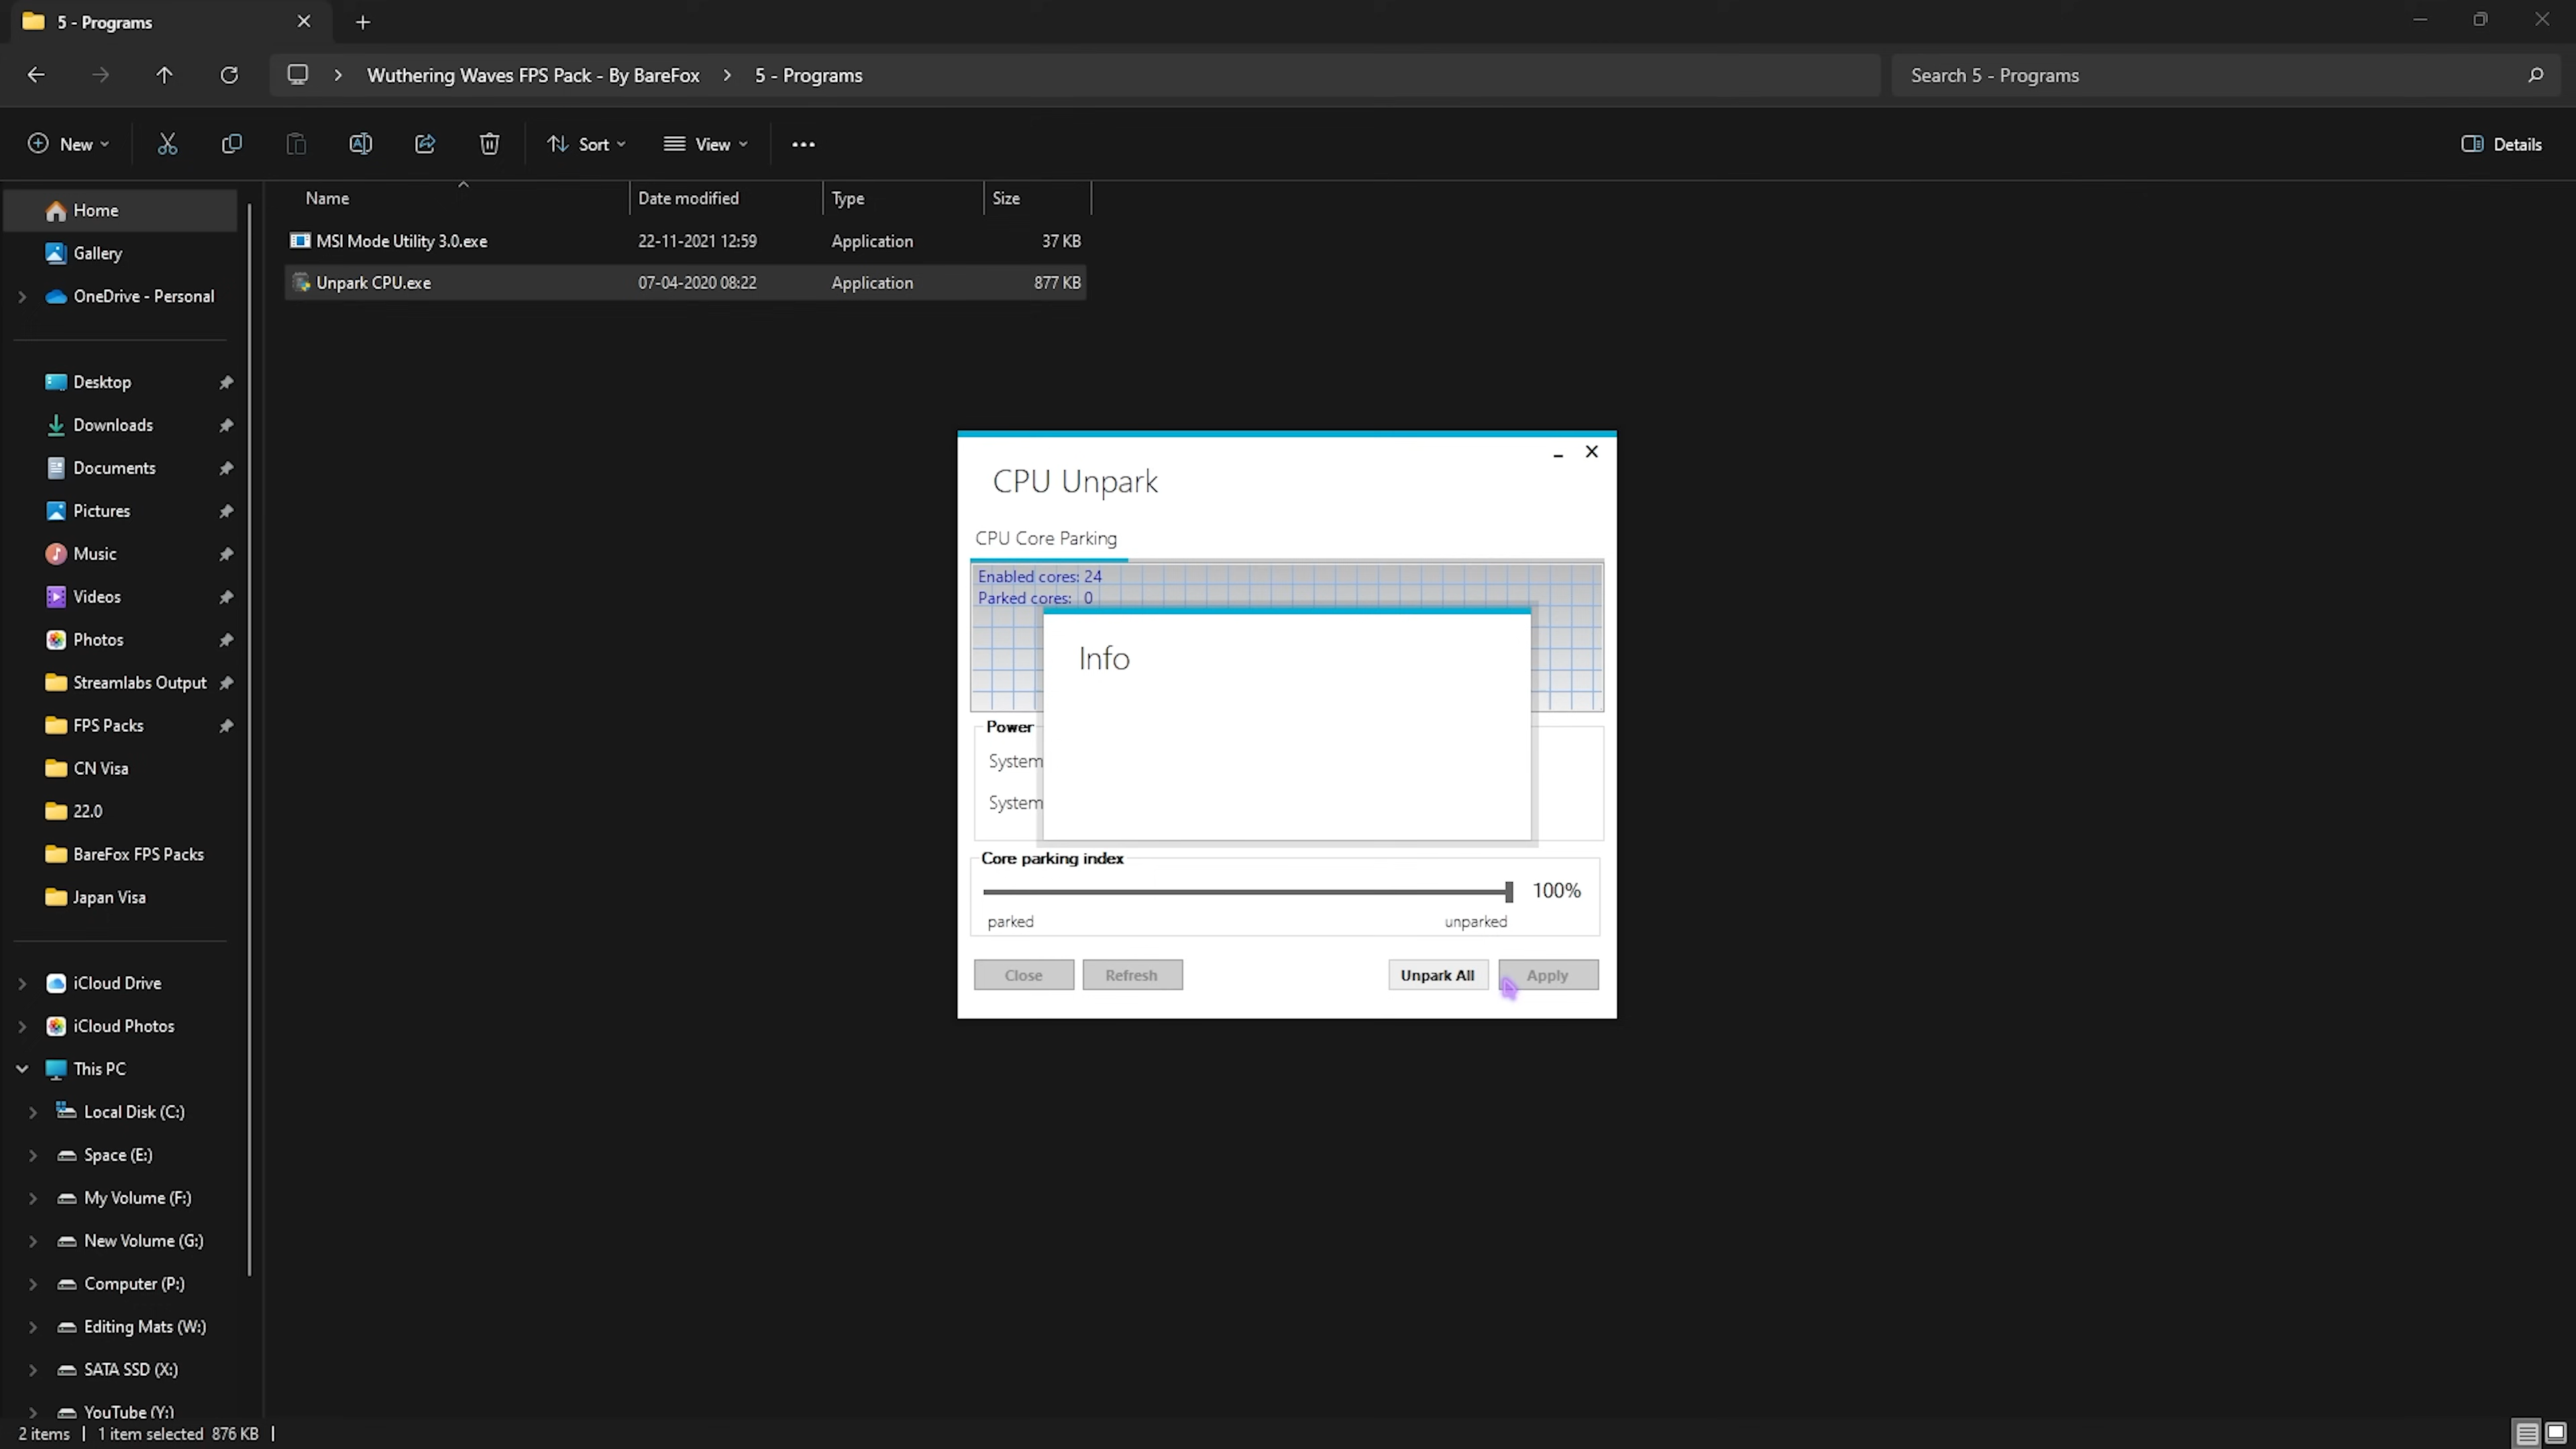 5 - Programs
Wuthering Waves FPS Pack - By BareFox > 5 - Programs
Search 5 - Programs
New
Sort
View
Details
Name Date modified Type Size
MSI Mode Utility 3.0.exe 22-11-2021 12:59 Application 37 KB
Unpark CPU.exe 07-04-2020 08:22 Application 877 KB
Home
Gallery
OneDrive - Personal
Desktop
Downloads
Documents
Pictures
Music
Videos
Photos
Streamlabs Output
FPS Packs
CN Visa
22.0
BareFox FPS Packs
Japan Visa
iCloud Drive
iCloud Photos
This PC
Local Disk (C:)
Space (E:)
My Volume (F:)
New Volume (G:)
Computer (P:)
Editing Mats (W:)
SATA SSD (X:)
YouTube (Y:)
CPU Unpark
CPU Core Parking
Enabled cores: 24
Parked cores: 0
Info
Power
System
System
Core parking index
100%
parked unparked
Close Refresh Unpark All Apply
2 items 1 item selected 876 KB